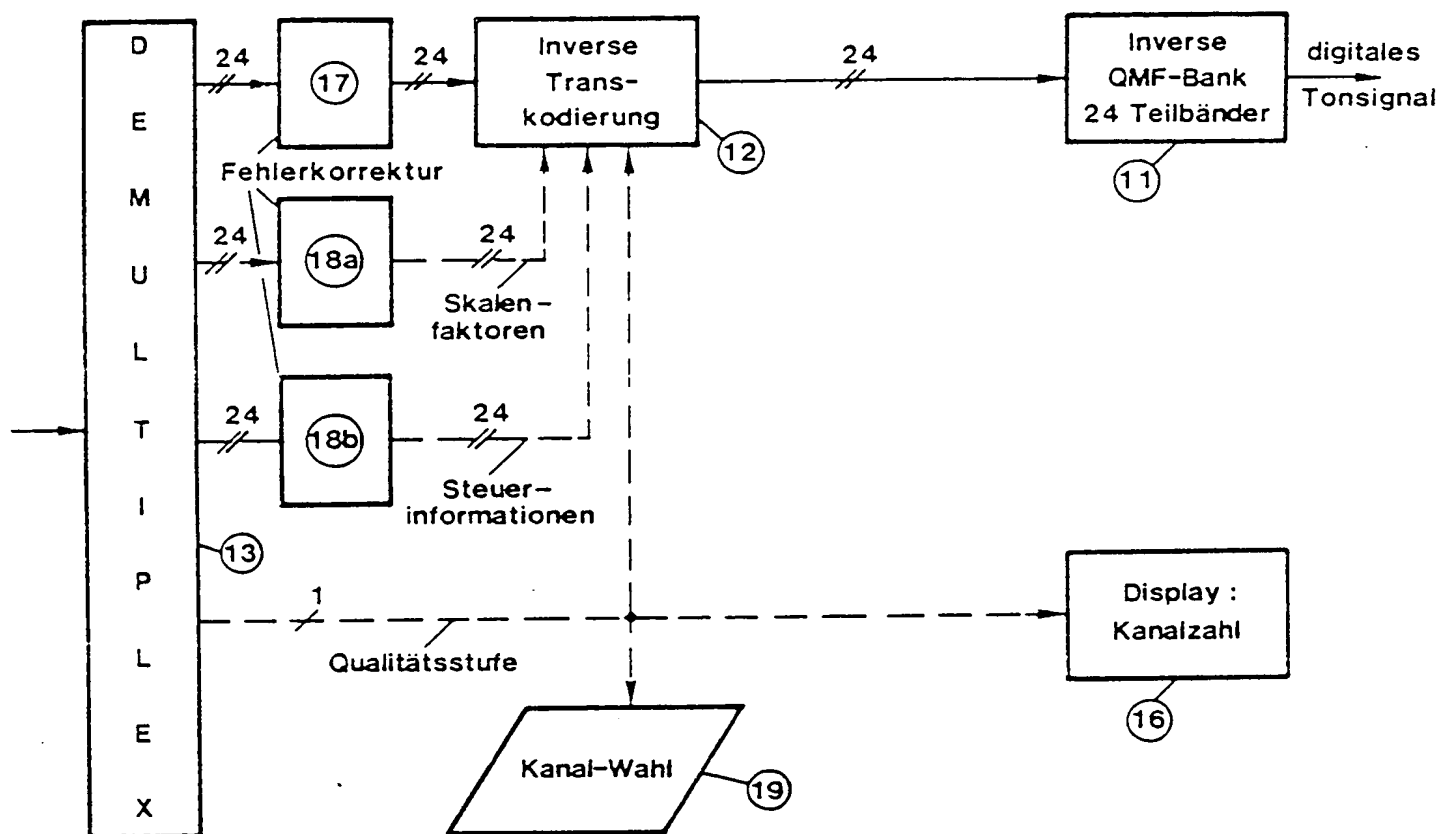 DEMULTIPLEX
24
17
24
Inverse
Trans-
kodierung
12
24
Inverse
QMF-Bank
24 Teilbänder
11
digitales
Tonsignal
Fehlerkorrektur
24
18a
24
Skalen-
faktoren
24
18b
24
Steuer-
informationen
13
1
Qualitätsstufe
Display :
Kanalzahl
16
Kanal-Wahl
19